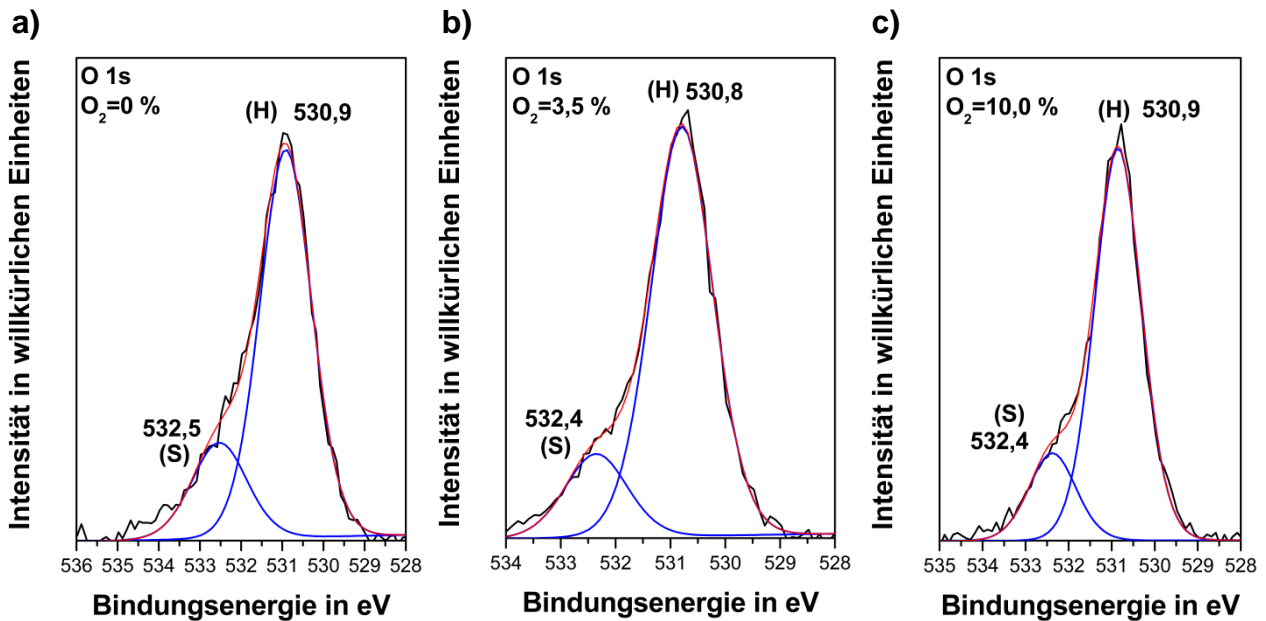 a)
Intensität in willkürlichen Einheiten
O 1s
O₂=0 %
(H) 530,9
532,5
(S)
536 535 534 533 532 531 530 529 528
Bindungsenergie in eV
b)
Intensität in willkürlichen Einheiten
O 1s
O₂=3,5 %
(H) 530,8
532,4
(S)
534 533 532 531 530 529 528
Bindungsenergie in eV
c)
Intensität in willkürlichen Einheiten
O 1s
O₂=10,0 %
(H) 530,9
(S)
532,4
535 534 533 532 531 530 529 528
Bindungsenergie in eV